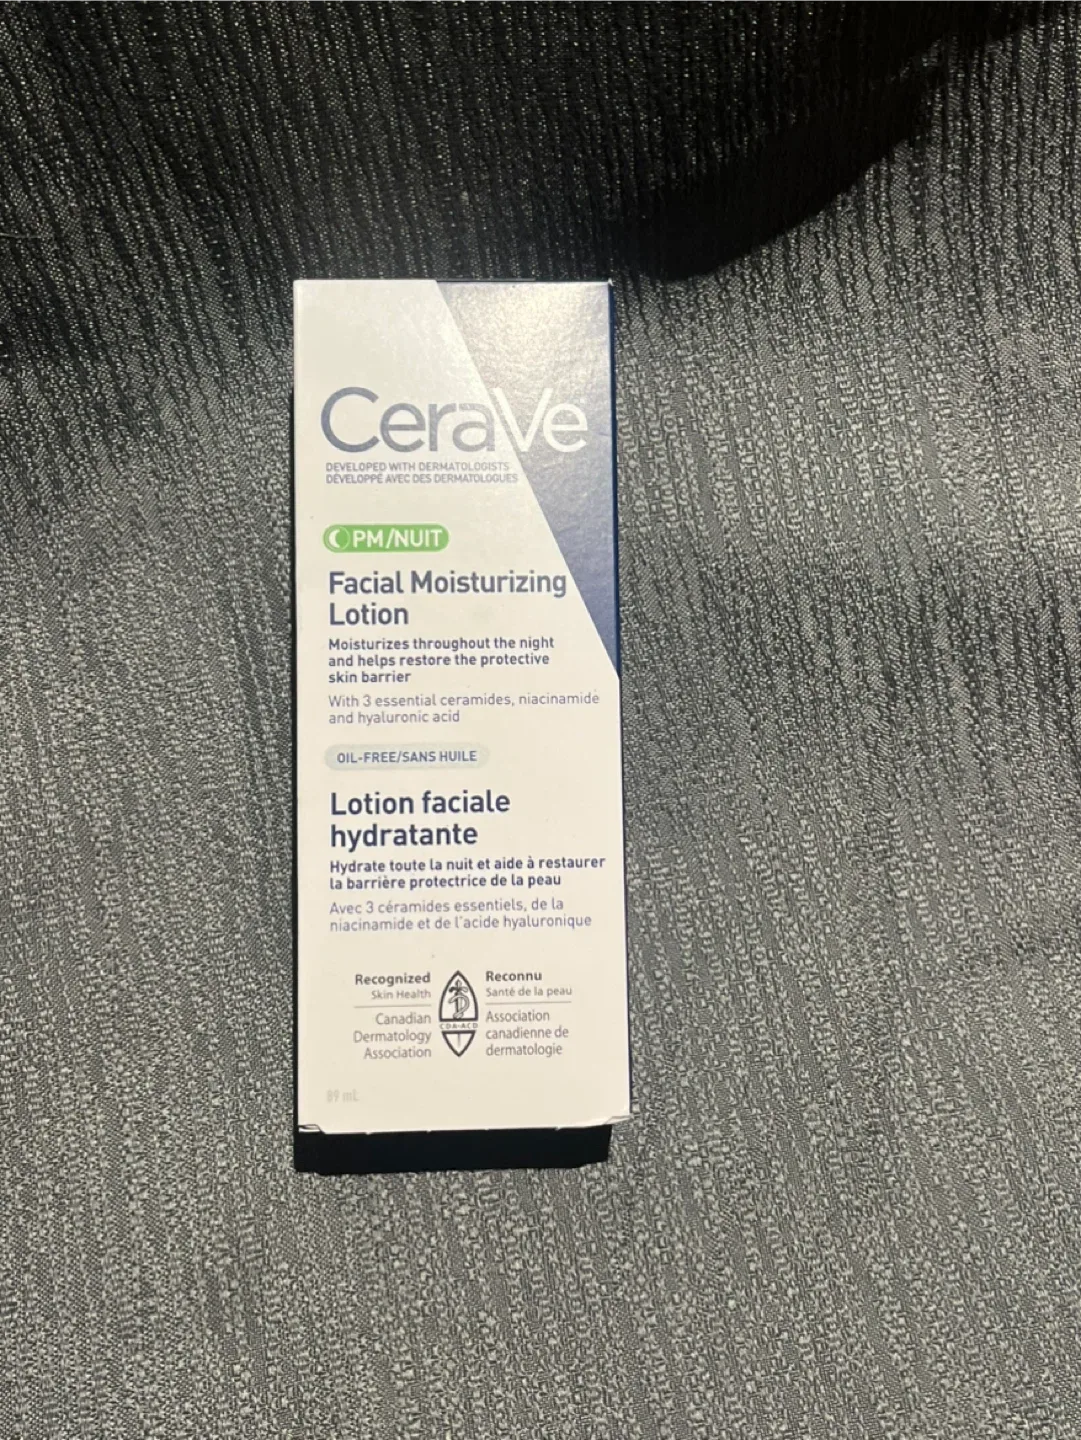 CeraVe
DEVELOPED WITH DERMATOLOGISTS
DÉVELOPPÉ AVEC DES DERMATOLOGUES
PM/NUIT
Facial Moisturizing
Lotion
Moisturizes throughout the night
and helps restore the protective
skin barrier
With 3 essential ceramides, niacinamide
and hyaluronic acid
OIL-FREE/SANS HUILE
Lotion faciale
hydratante
Hydrate toute la nuit et aide à restaurer
la barrière protectrice de la peau
Avec 3 céramides essentiels, de la
niacinamide et de l'acide hyaluronique
Recognized
Skin Health
Canadian
Dermatology
Association
CDA-ACD
Reconnu
Santé de la peau
Association
canadienne de
dermatologie
89 mL